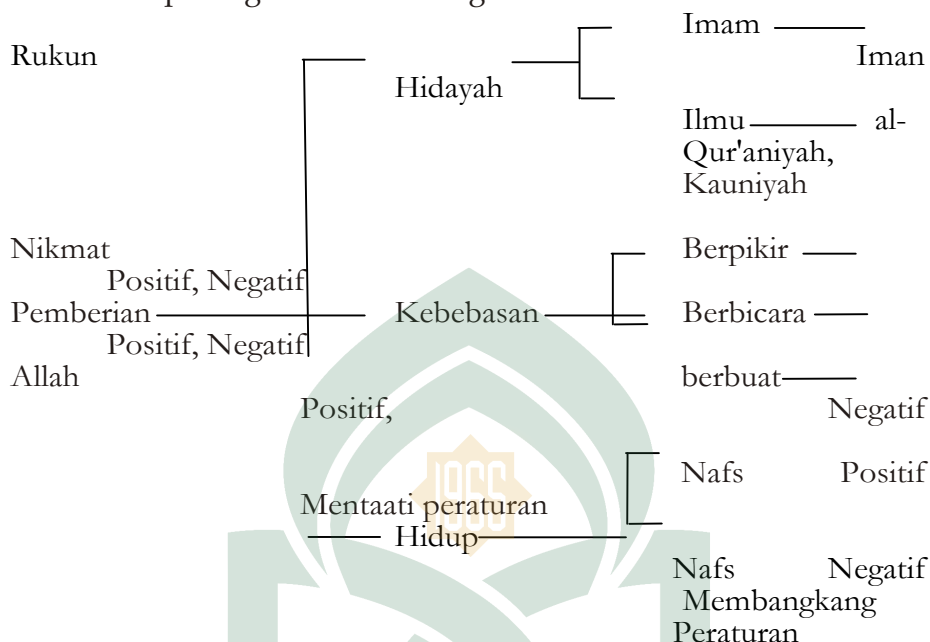 Imam
Rukun Iman
Hidayah
Ilmu al-
Qur'aniyah,
Kauniyah
Nikmat Berpikir
Positif, Negatif
Pemberian Kebebasan Berbicara
Positif, Negatif
Allah berbuat
Positif, Negatif
Nafs Positif
Mentaati peraturan
Hidup
Nafs Negatif
Membangkang
Peraturan
1965